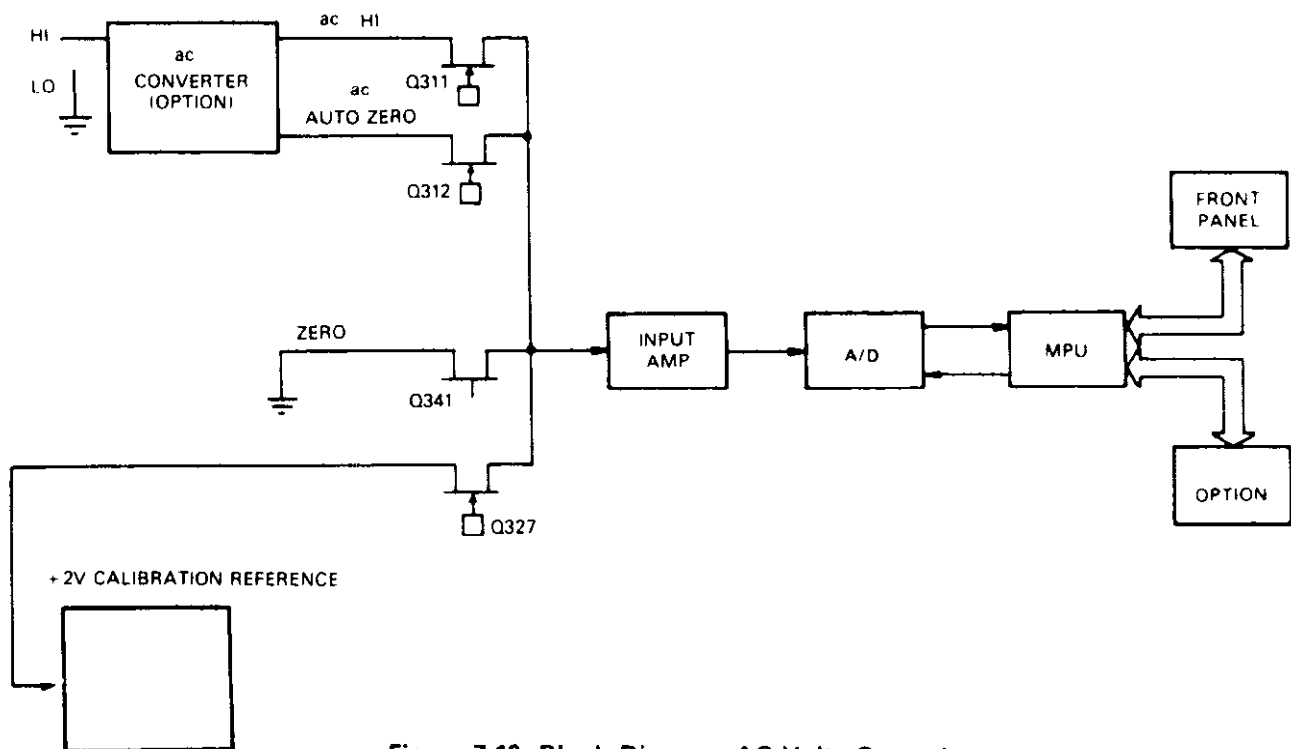 HI
LO
ac
CONVERTER
(OPTION)
ac HI
Q311
ac
AUTO ZERO
Q312
ZERO
Q341
Q327
+ 2V CALIBRATION REFERENCE
INPUT
AMP
A/D
MPU
FRONT
PANEL
OPTION